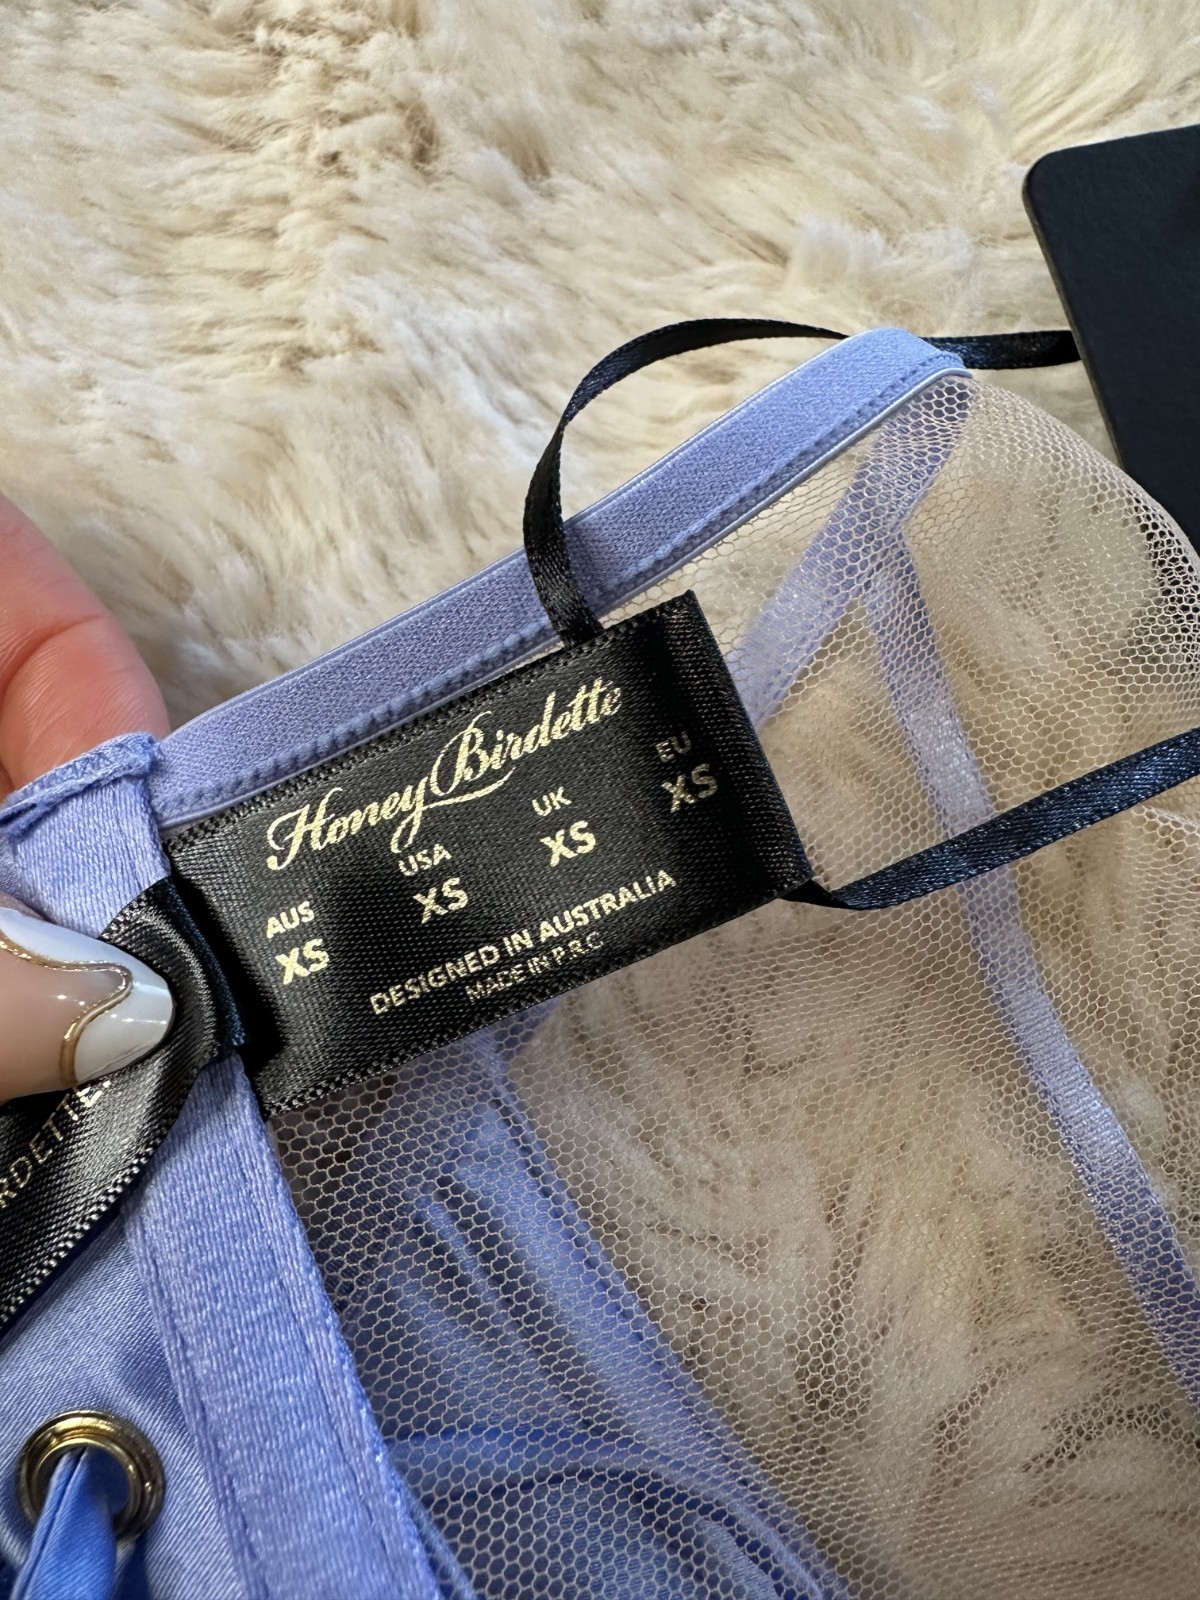 Honey Birdette
AUS USA UK EU
XS XS XS XS
DESIGNED IN AUSTRALIA
MADE IN P.R.C